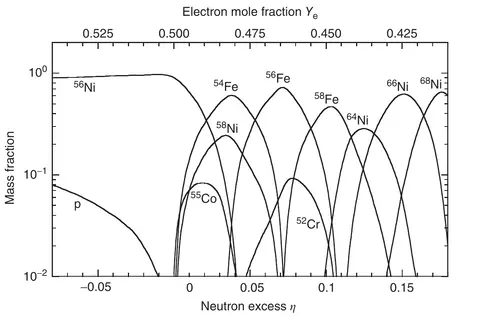 Electron mole fraction Yₑ
0.525 0.500 0.475 0.450 0.425
10⁰
⁵⁶Ni
⁵⁴Fe
⁵⁶Fe
⁵⁸Fe
⁶⁶Ni
⁶⁸Ni
⁵⁸Ni
⁶⁴Ni
Mass fraction
10⁻¹
p
⁵⁵Co
⁵²Cr
10⁻²
−0.05 0 0.05 0.1 0.15
Neutron excess η